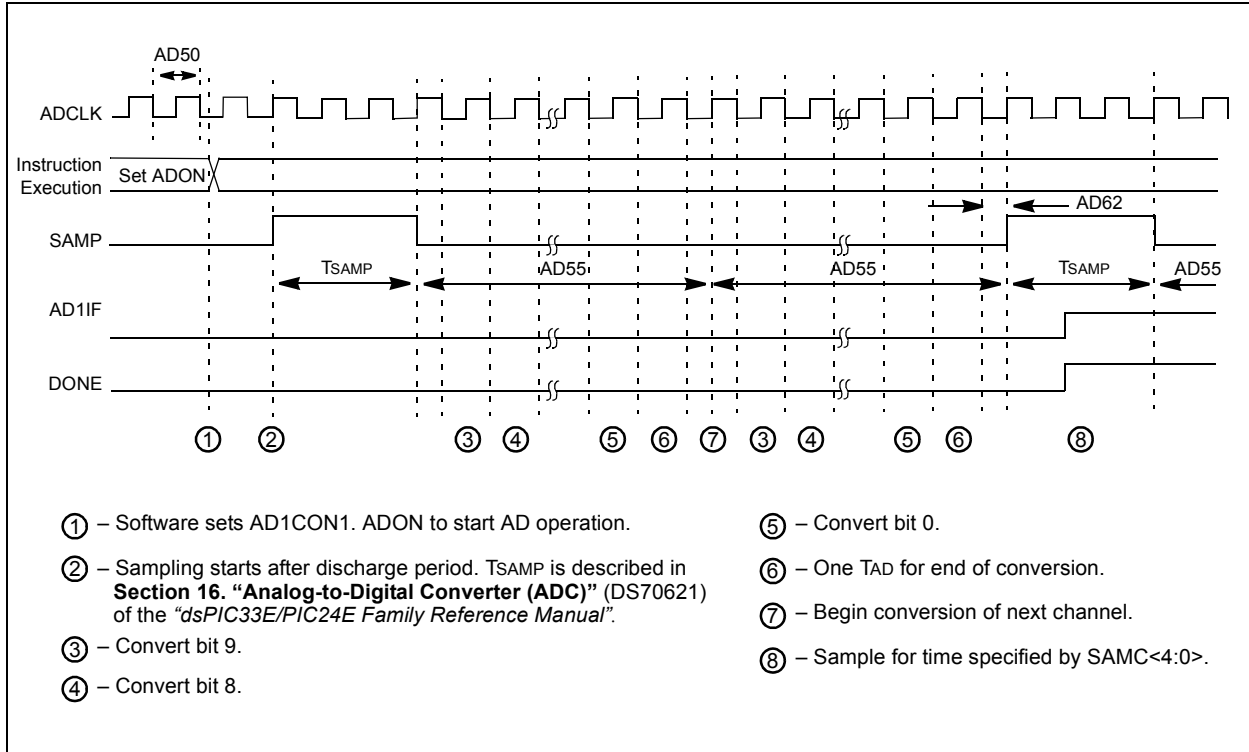 AD50
ADCLK
Instruction
Execution
Set ADON
AD62
SAMP
TSAMP
AD55
AD55
TSAMP
AD55
AD1IF
DONE
① ② ③ ④ ⑤ ⑥ ⑦ ③ ④ ⑤ ⑥ ⑧
① – Software sets AD1CON1. ADON to start AD operation.
② – Sampling starts after discharge period. TSAMP is described in
Section 16. “Analog-to-Digital Converter (ADC)” (DS70621)
of the “dsPIC33E/PIC24E Family Reference Manual”.
③ – Convert bit 9.
④ – Convert bit 8.
⑤ – Convert bit 0.
⑥ – One TAD for end of conversion.
⑦ – Begin conversion of next channel.
⑧ – Sample for time specified by SAMC<4:0>.